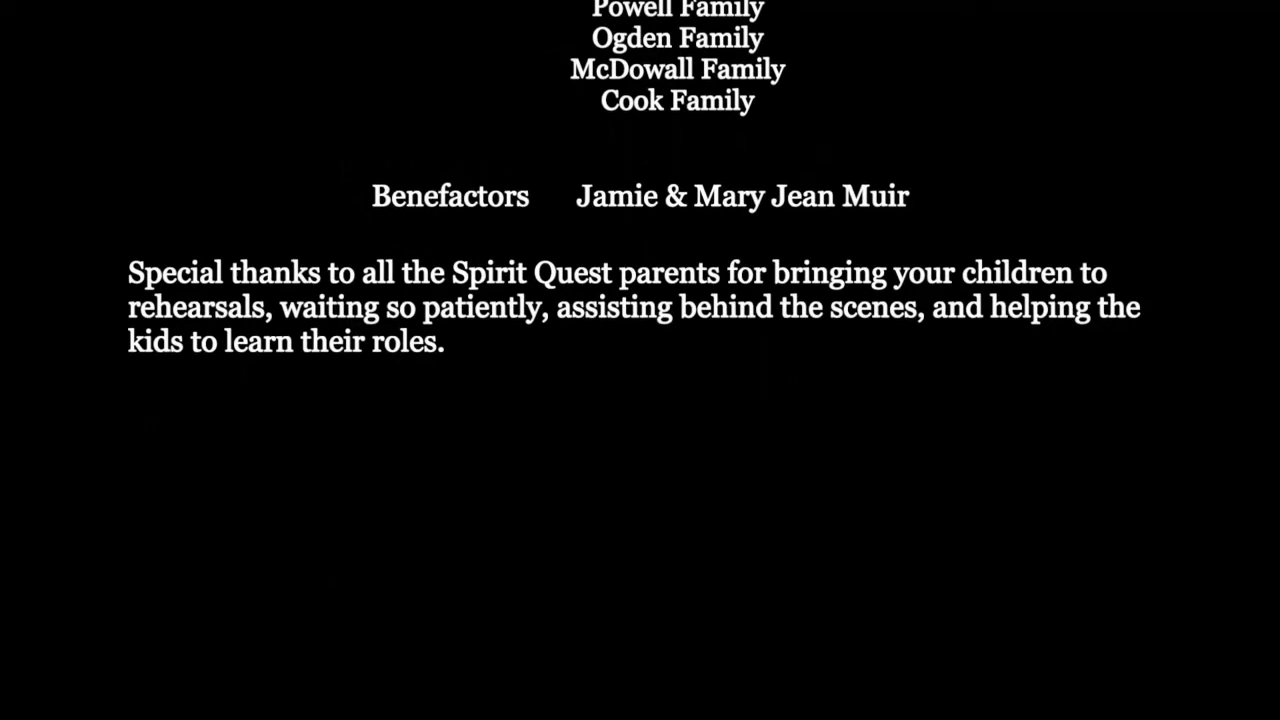 Powell Family
Ogden Family
McDowall Family
Cook Family
Benefactors Jamie & Mary Jean Muir
Special thanks to all the Spirit Quest parents for bringing your children to
rehearsals, waiting so patiently, assisting behind the scenes, and helping the
kids to learn their roles.